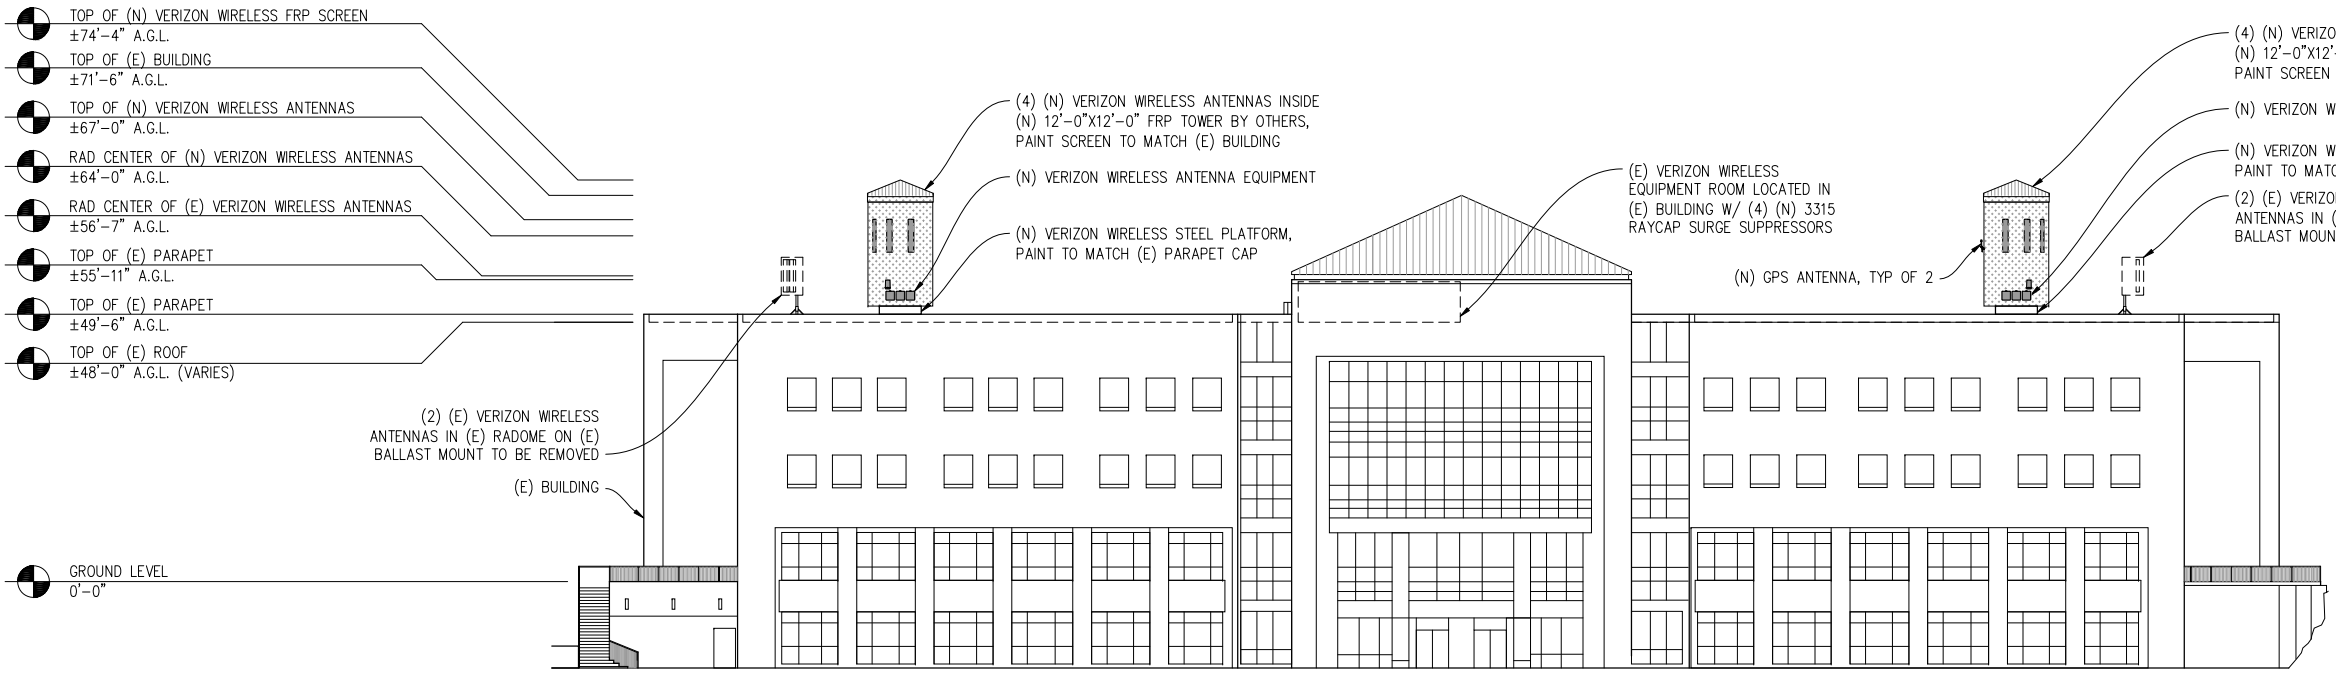 TOP OF (N) VERIZON WIRELESS FRP SCREEN
±74'-4" A.G.L.
TOP OF (E) BUILDING
±71'-6" A.G.L.
TOP OF (N) VERIZON WIRELESS ANTENNAS
±67'-0" A.G.L.
RAD CENTER OF (N) VERIZON WIRELESS ANTENNAS
±64'-0" A.G.L.
RAD CENTER OF (E) VERIZON WIRELESS ANTENNAS
±56'-7" A.G.L.
TOP OF (E) PARAPET
±55'-11" A.G.L.
TOP OF (E) PARAPET
±49'-6" A.G.L.
TOP OF (E) ROOF
±48'-0" A.G.L. (VARIES)
GROUND LEVEL
0'-0"
(2) (E) VERIZON WIRELESS
ANTENNAS IN (E) RADOME ON (E)
BALLAST MOUNT TO BE REMOVED
(E) BUILDING
(4) (N) VERIZON WIRELESS ANTENNAS INSIDE
(N) 12'-0"X12'-0" FRP TOWER BY OTHERS,
PAINT SCREEN TO MATCH (E) BUILDING
(N) VERIZON WIRELESS ANTENNA EQUIPMENT
(N) VERIZON WIRELESS STEEL PLATFORM,
PAINT TO MATCH (E) PARAPET CAP
(E) VERIZON WIRELESS
EQUIPMENT ROOM LOCATED IN
(E) BUILDING W/ (4) (N) 3315
RAYCAP SURGE SUPPRESSORS
(N) GPS ANTENNA, TYP OF 2
(4) (N) VERIZO
(N) 12'-0"X12'
PAINT SCREEN
(N) VERIZON W
(N) VERIZON W
PAINT TO MATC
(2) (E) VERIZO
ANTENNAS IN (
BALLAST MOUN